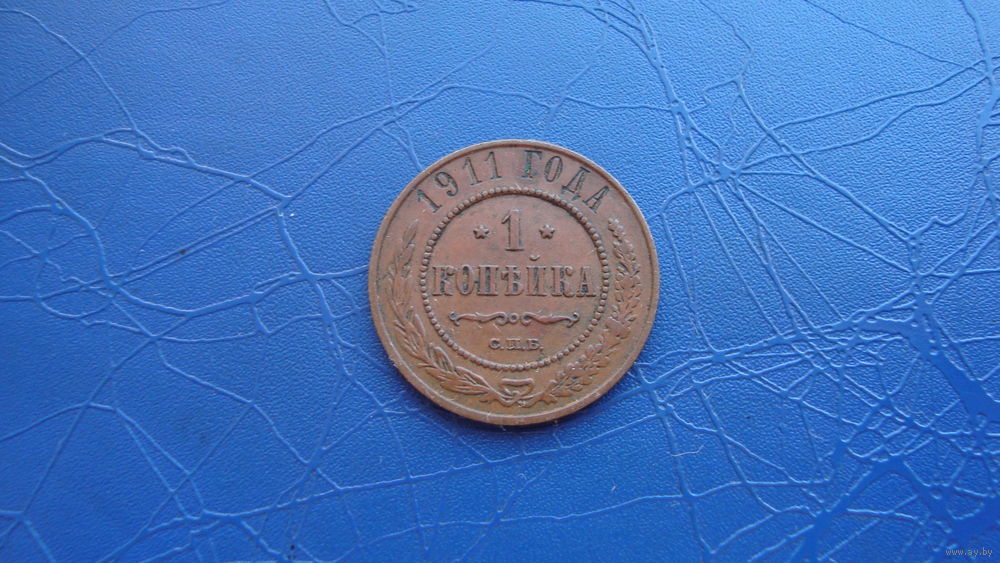 1911 ГОДА
* 1 *
КОПѢЙКА
С.П.Б.
www.ay.by